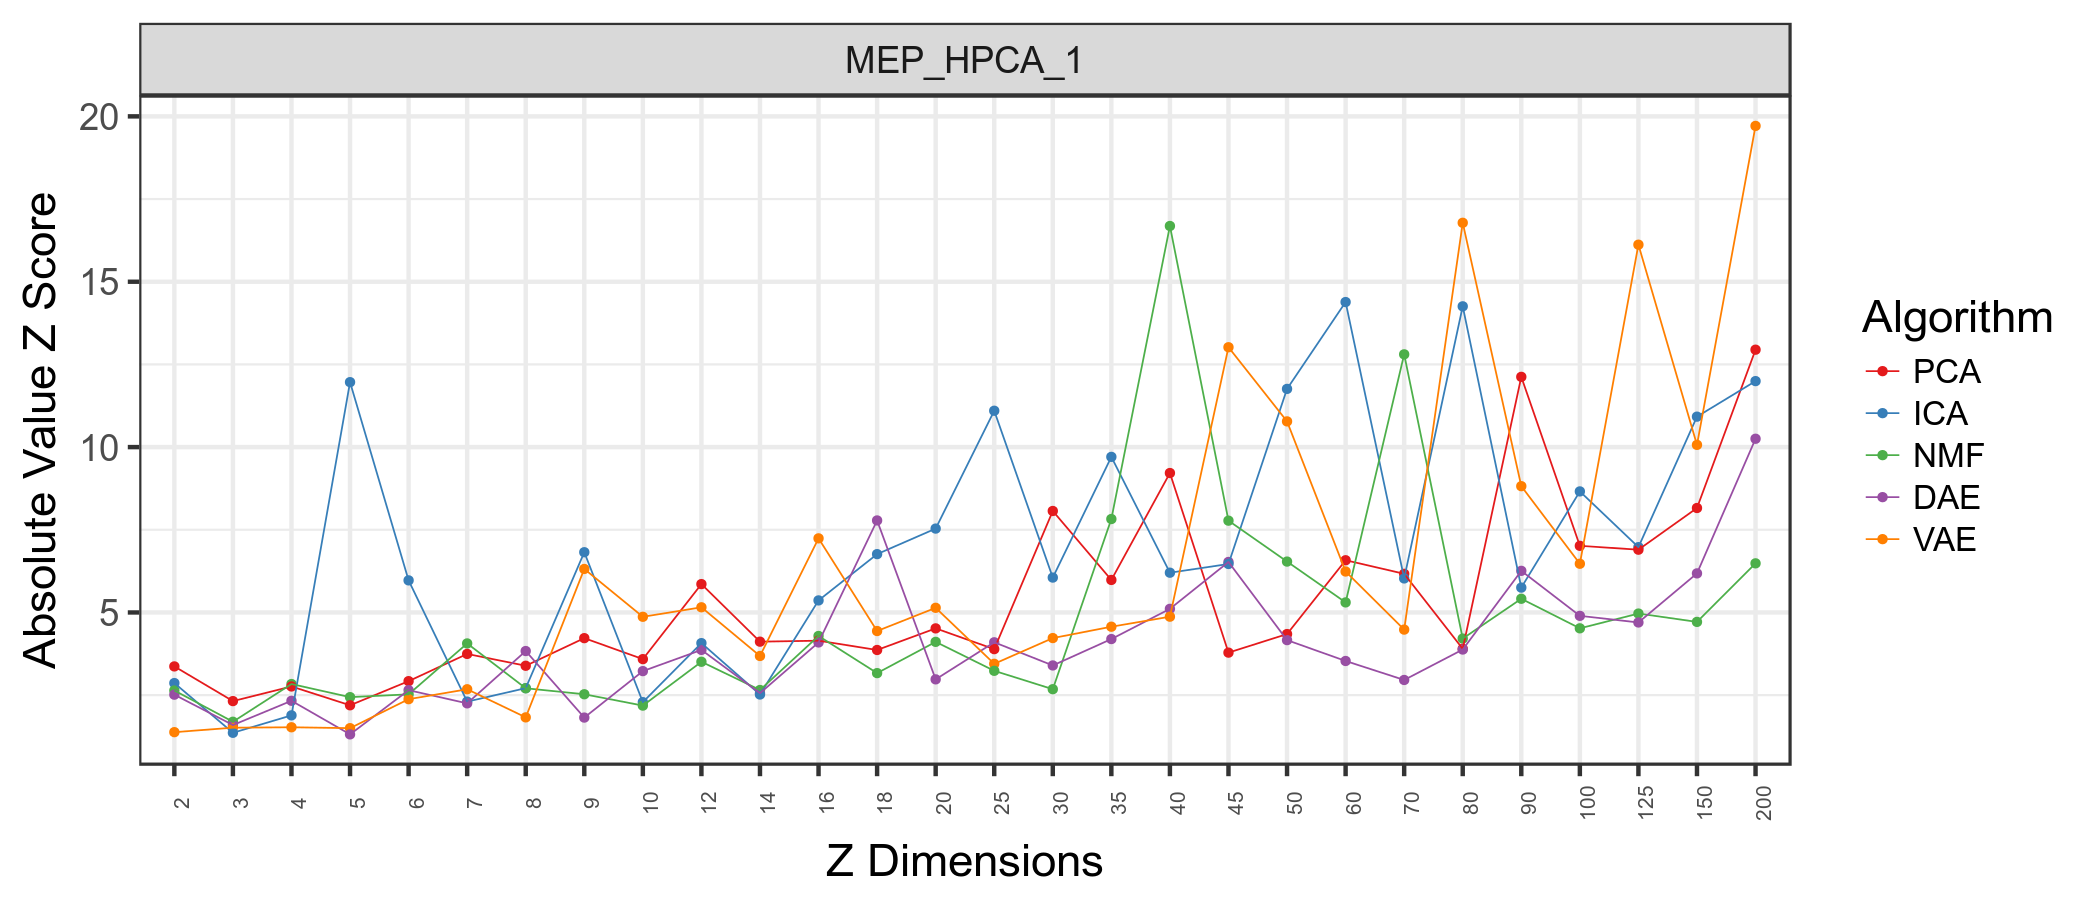 MEP_HPCA_1
Absolute Value Z Score
20
15
10
5
2 3 4 5 6 7 8 9 10 12 14 16 18 20 25 30 35 40 45 50 60 70 80 90 100 125 150 200
Z Dimensions
Algorithm
PCA
ICA
NMF
DAE
VAE